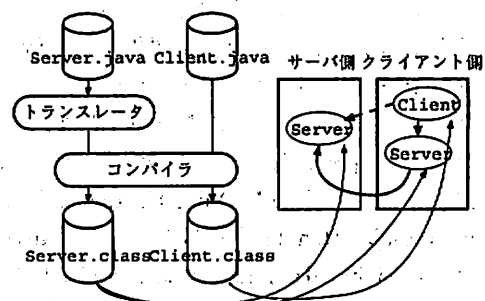 Server.java Client.java
サーバ側 クライアント側
トランスレータ
Client
Server
Server
コンパイラ
Server.class Client.class